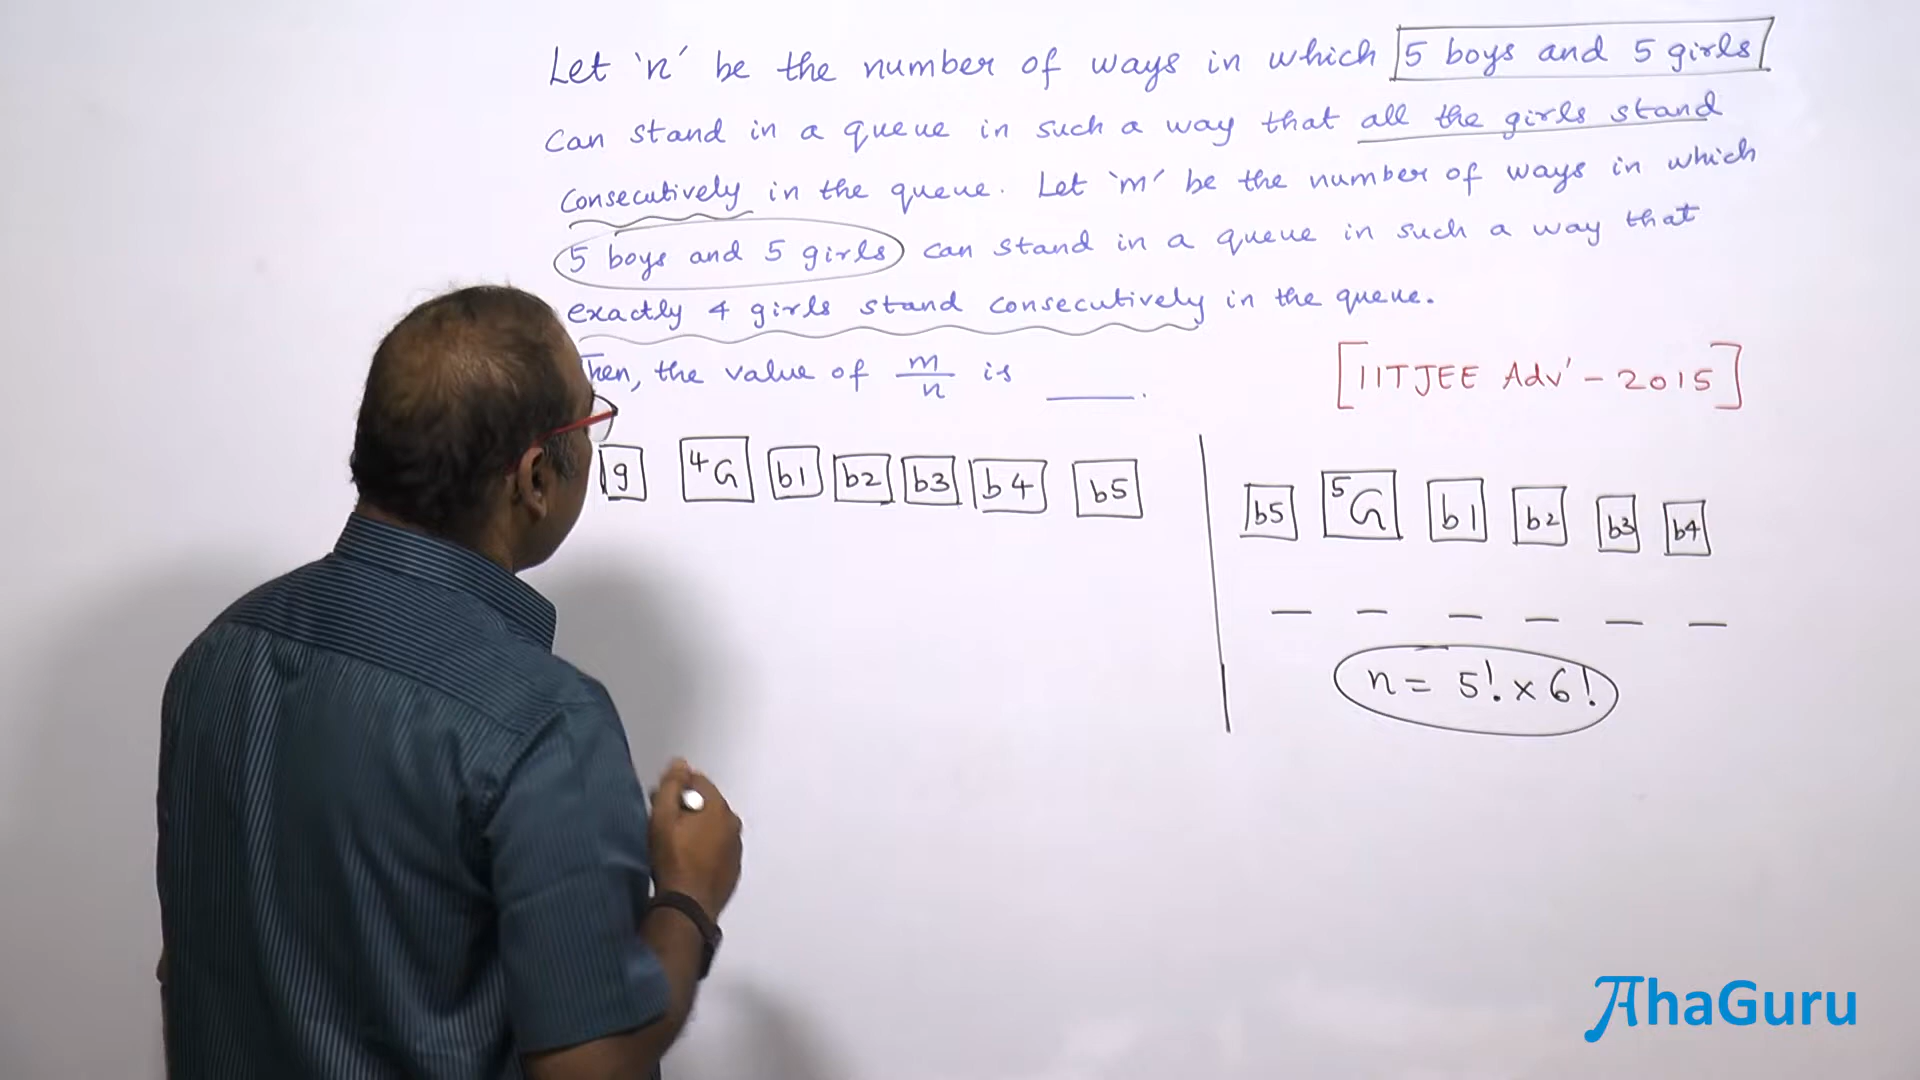 Let 'n' be the number of ways in which 5 boys and 5 girls
can stand in a queue in such a way that all the girls stand
consecutively in the queue. Let 'm' be the number of ways in which
5 boys and 5 girls can stand in a queue in such a way that
exactly 4 girls stand consecutively in the queue.
Then, the value of m/n is ______.
[IITJEE Adv' - 2015]
g 4G b1 b2 b3 b4 b5
b5 5G b1 b2 b3 b4
n = 5! × 6!
AhaGuru